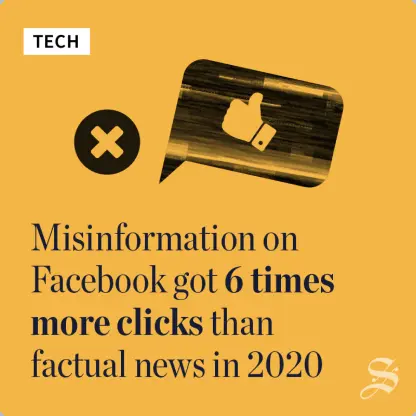 TECH
Misinformation on
Facebook got 6 times
more clicks than
factual news in 2020
S